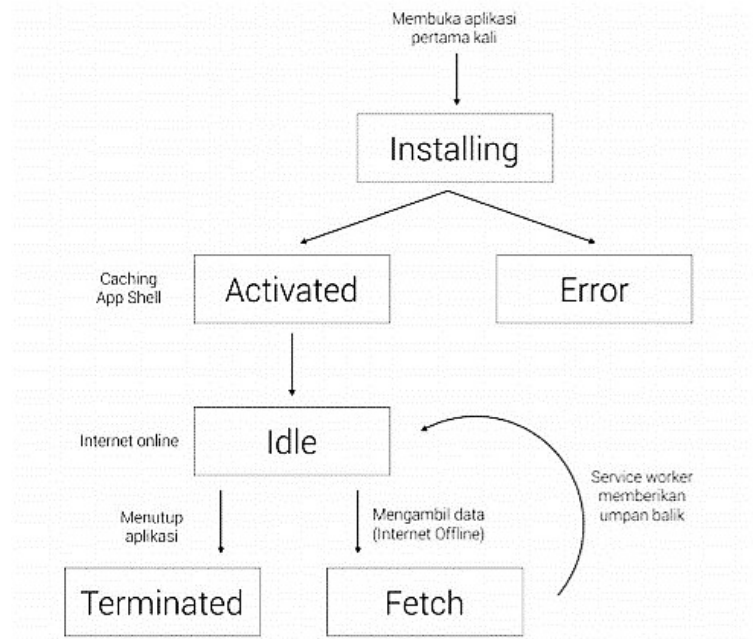 Membuka aplikasi
pertama kali
Installing
Caching
App Shell
Activated
Error
Internet online
Idle
Service worker
memberikan
umpan balik
Menutup
aplikasi
Mengambil data
(Internet Offline)
Terminated
Fetch